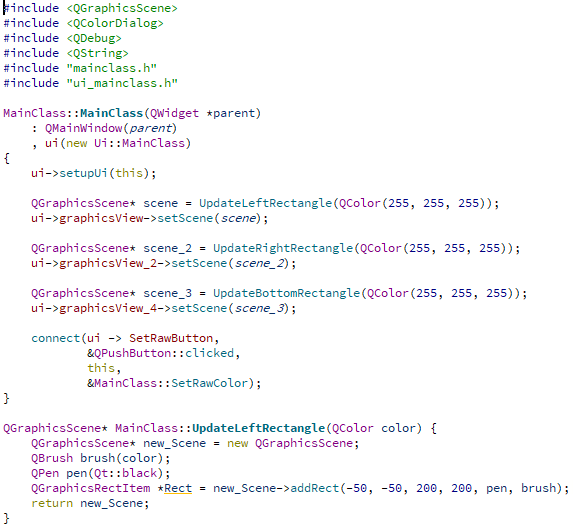 #include <QGraphicsScene>
#include <QColorDialog>
#include <QDebug>
#include <QString>
#include "mainclass.h"
#include "ui_mainclass.h"

MainClass::MainClass(QWidget *parent)
    : QMainWindow(parent)
    , ui(new Ui::MainClass)
{
    ui->setupUi(this);

    QGraphicsScene* scene = UpdateLeftRectangle(QColor(255, 255, 255));
    ui->graphicsView->setScene(scene);

    QGraphicsScene* scene_2 = UpdateRightRectangle(QColor(255, 255, 255));
    ui->graphicsView_2->setScene(scene_2);

    QGraphicsScene* scene_3 = UpdateBottomRectangle(QColor(255, 255, 255));
    ui->graphicsView_4->setScene(scene_3);

    connect(ui -> SetRawButton,
            &QPushButton::clicked,
            this,
            &MainClass::SetRawColor);
}

QGraphicsScene* MainClass::UpdateLeftRectangle(QColor color) {
    QGraphicsScene* new_Scene = new QGraphicsScene;
    QBrush brush(color);
    QPen pen(Qt::black);
    QGraphicsRectItem *Rect = new_Scene->addRect(-50, -50, 200, 200, pen, brush);
    return new_Scene;
}